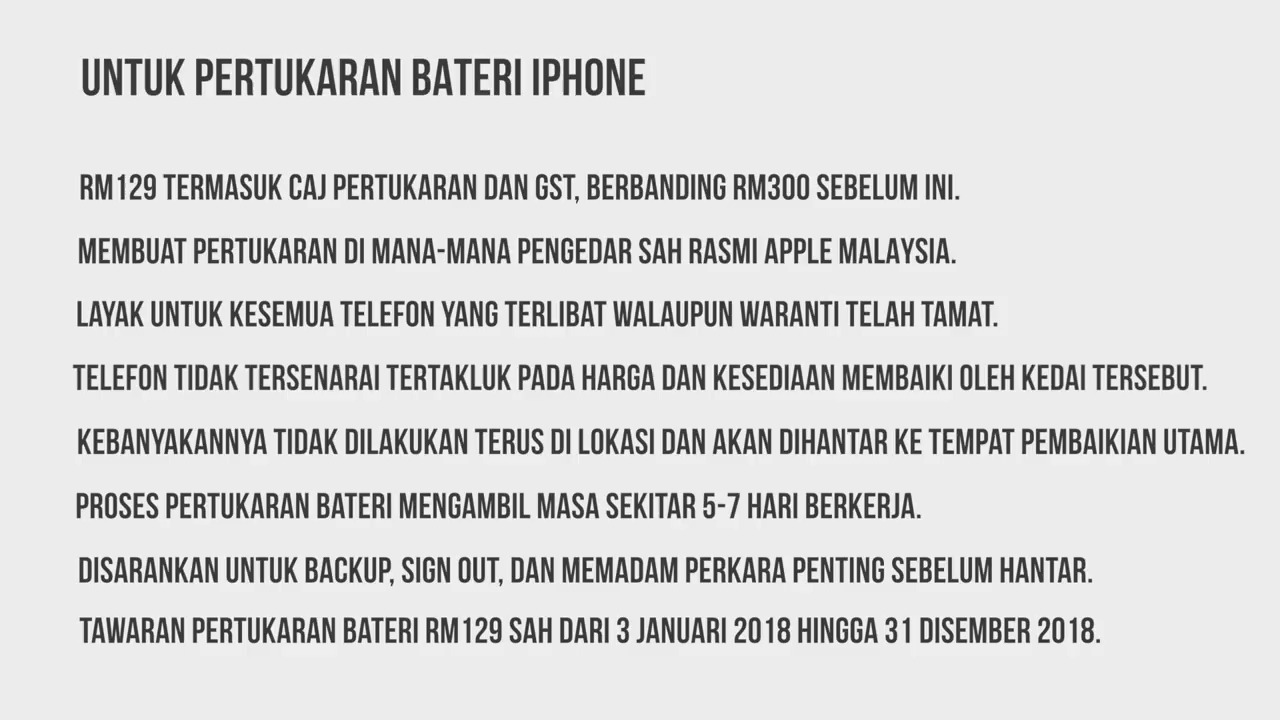 UNTUK PERTUKARAN BATERI IPHONE
RM129 TERMASUK CAJ PERTUKARAN DAN GST, BERBANDING RM300 SEBELUM INI.
MEMBUAT PERTUKARAN DI MANA-MANA PENGEDAR SAH RASMI APPLE MALAYSIA.
LAYAK UNTUK KESEMUA TELEFON YANG TERLIBAT WALAUPUN WARANTI TELAH TAMAT.
TELEFON TIDAK TERSENARAI TERTAKLUK PADA HARGA DAN KESEDIAAN MEMBAIKI OLEH KEDAI TERSEBUT.
KEBANYAKANNYA TIDAK DILAKUKAN TERUS DI LOKASI DAN AKAN DIHANTAR KE TEMPAT PEMBAIKIAN UTAMA.
PROSES PERTUKARAN BATERI MENGAMBIL MASA SEKITAR 5-7 HARI BERKERJA.
DISARANKAN UNTUK BACKUP, SIGN OUT, DAN MEMADAM PERKARA PENTING SEBELUM HANTAR.
TAWARAN PERTUKARAN BATERI RM129 SAH DARI 3 JANUARI 2018 HINGGA 31 DISEMBER 2018.